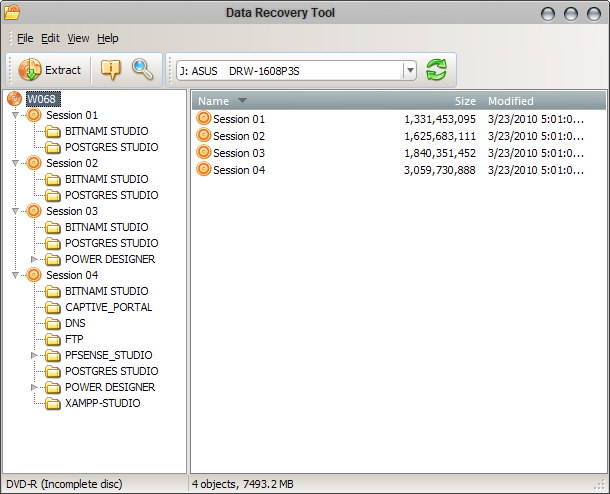 Data Recovery Tool
File Edit View Help
Extract
J: ASUS DRW-1608P3S
W068
Session 01
BITNAMI STUDIO
POSTGRES STUDIO
Session 02
BITNAMI STUDIO
POSTGRES STUDIO
Session 03
BITNAMI STUDIO
POSTGRES STUDIO
POWER DESIGNER
Session 04
BITNAMI STUDIO
CAPTIVE_PORTAL
DNS
FTP
PFSENSE_STUDIO
POSTGRES STUDIO
POWER DESIGNER
XAMPP-STUDIO
Name Size Modified
Session 01 1,331,453,095 3/23/2010 5:01:0...
Session 02 1,625,683,111 3/23/2010 5:01:0...
Session 03 1,840,351,452 3/23/2010 5:01:0...
Session 04 3,059,730,888 3/23/2010 5:01:0...
DVD-R (Incomplete disc)
4 objects, 7493.2 MB